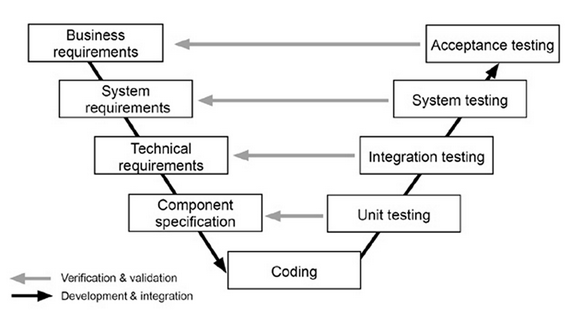 Business
requirements
Acceptance testing
System
requirements
System testing
Technical
requirements
Integration testing
Component
specification
Unit testing
Coding
Verification & validation
Development & integration